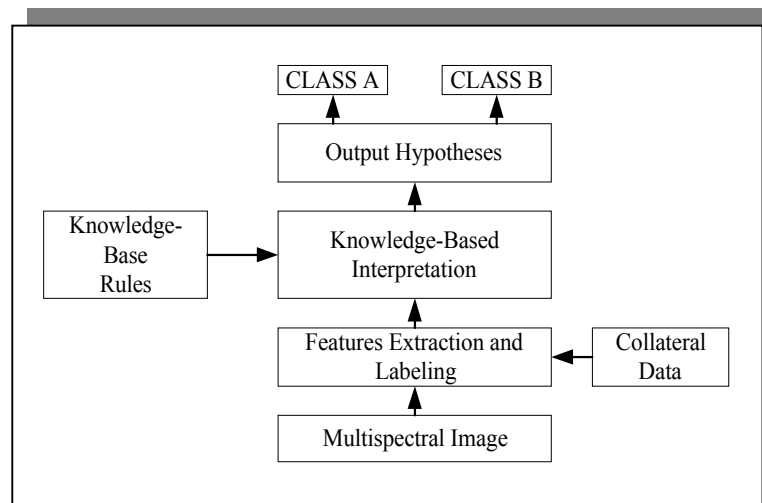 CLASS A
CLASS B
Output Hypotheses
Knowledge-
Base
Rules
Knowledge-Based
Interpretation
Features Extraction and
Labeling
Collateral
Data
Multispectral Image